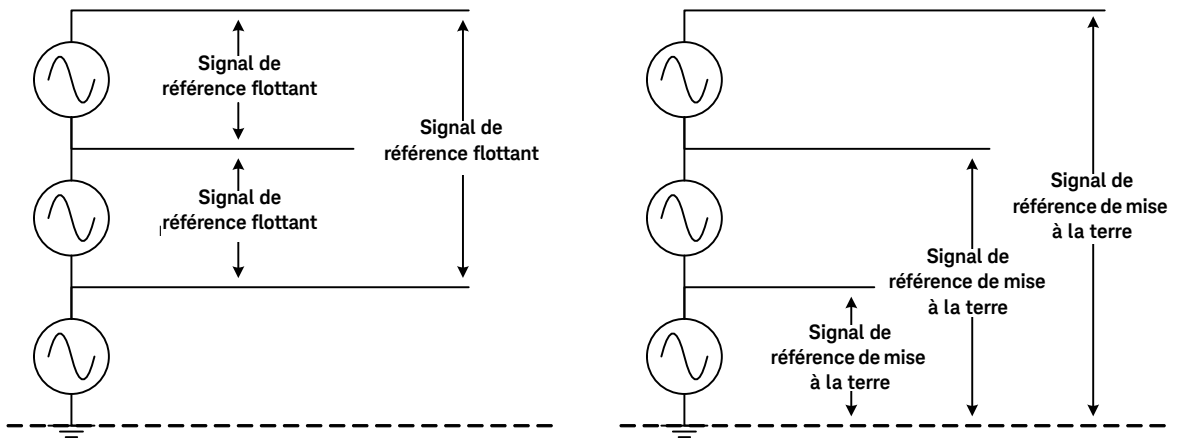 Signal de
référence flottant
Signal de
référence flottant
Signal de
référence flottant
Signal de
référence de mise
à la terre
Signal de
référence de mise
à la terre
Signal de
référence de mise
à la terre